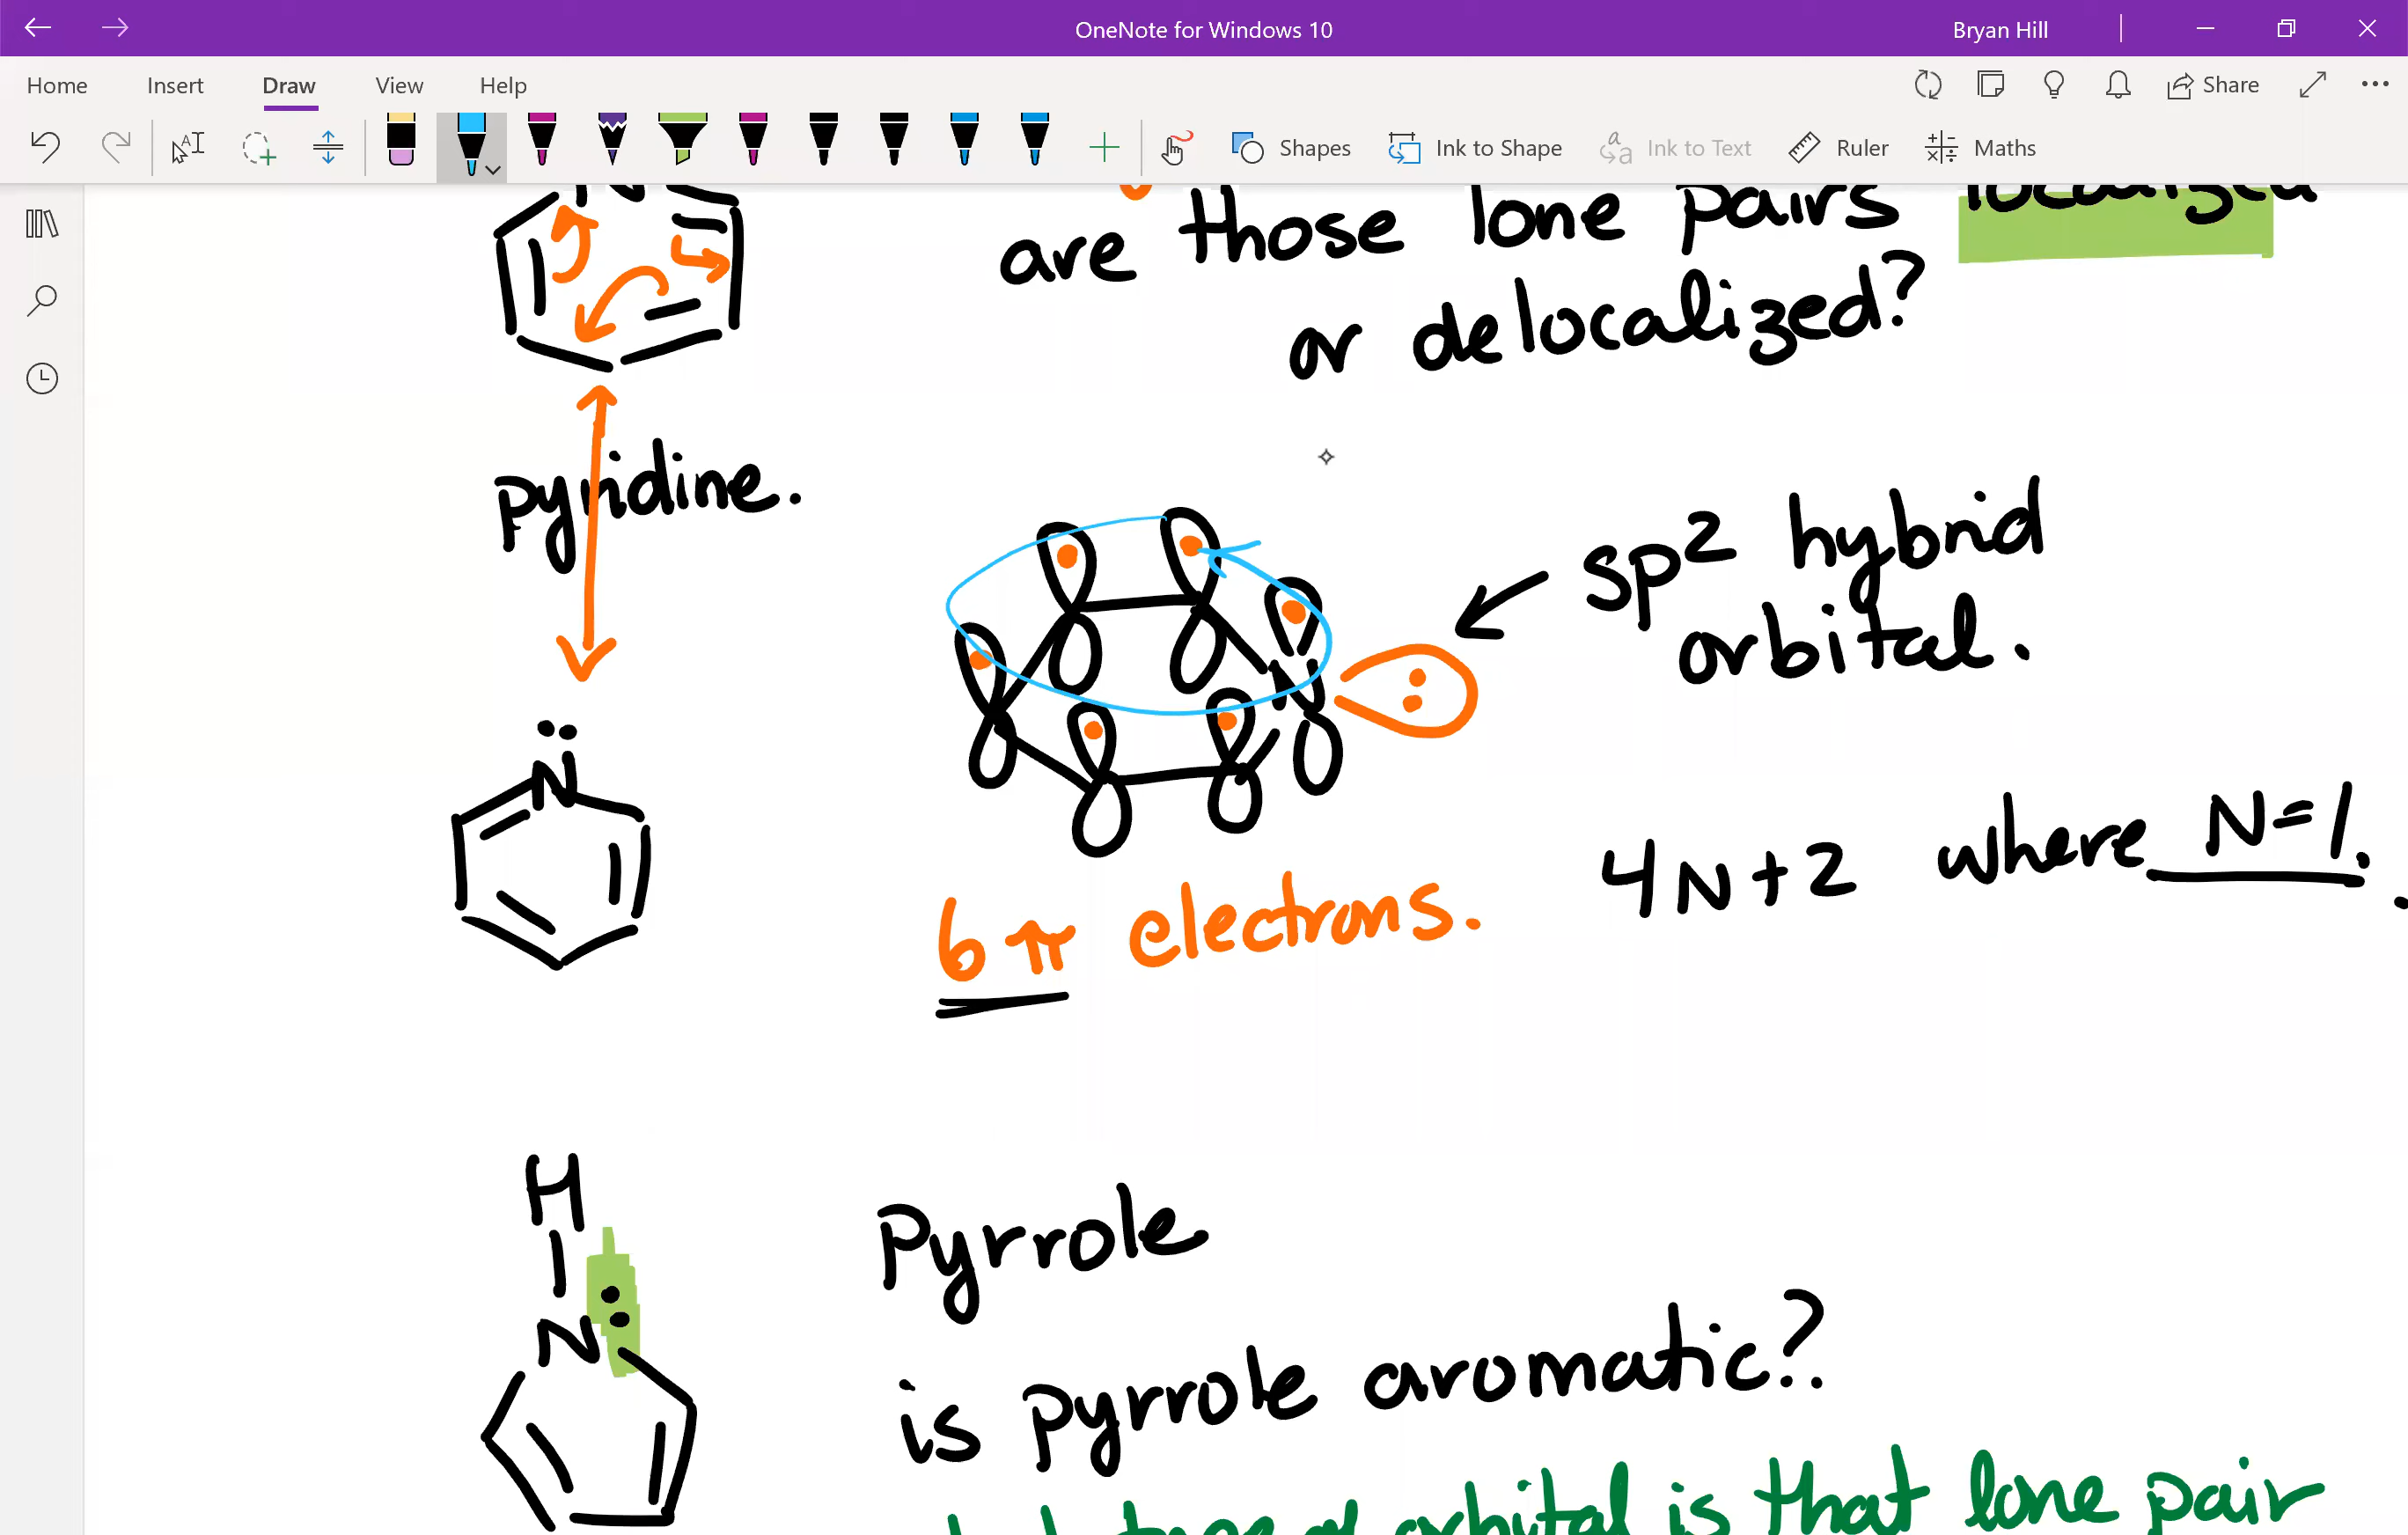 OneNote for Windows 10
Bryan Hill
Home Insert Draw View Help
Share
Shapes Ink to Shape Ink to Text Ruler Maths
are those lone pairs localized
or delocalized?
pyridine.
sp² hybrid
orbital.
N
N
4N+2 where N=1.
6 π electrons.
H
N
Pyrrole
is pyrrole aromatic?
orbital is that lone pair